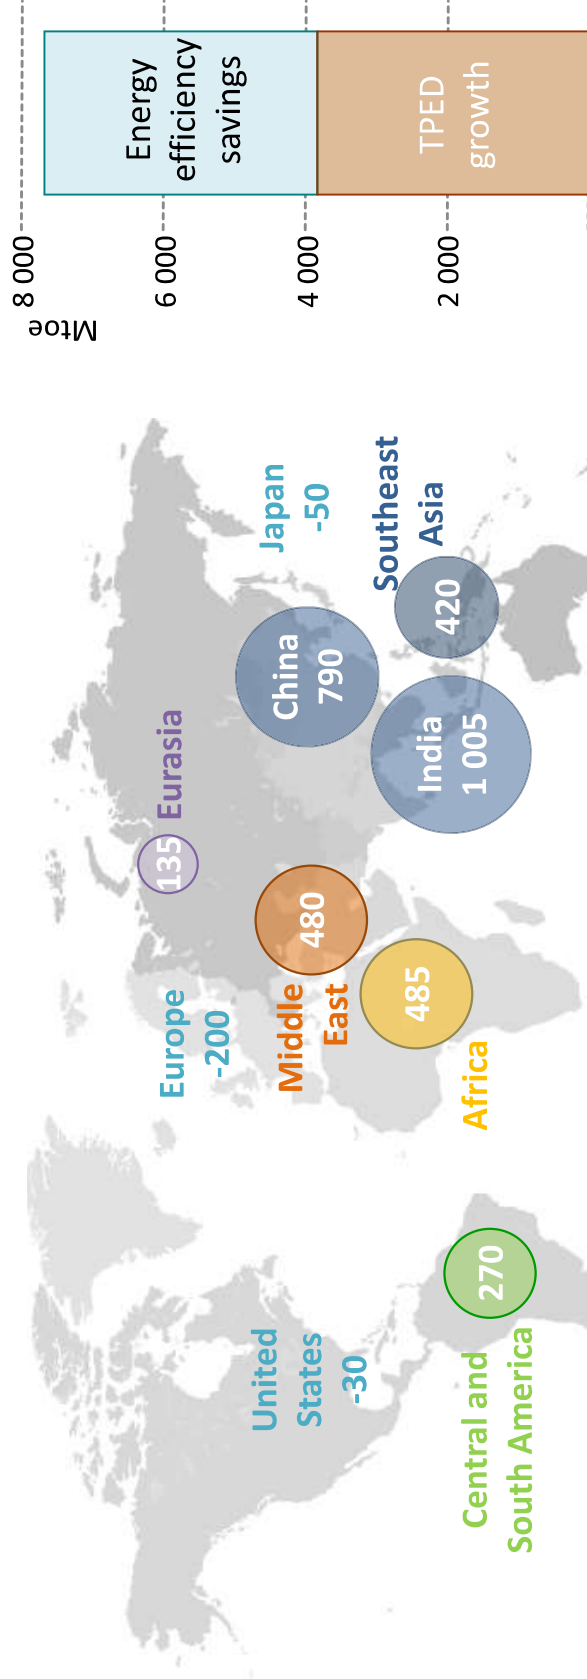 Europe
-200
135
Eurasia
United
States
-30
Middle
East
480
China
790
Japan
-50
Southeast
Asia
420
India
1 005
485
Africa
Central and
South America
270
Mtoe
8 000
6 000
4 000
2 000
Energy
efficiency
savings
TPED
growth